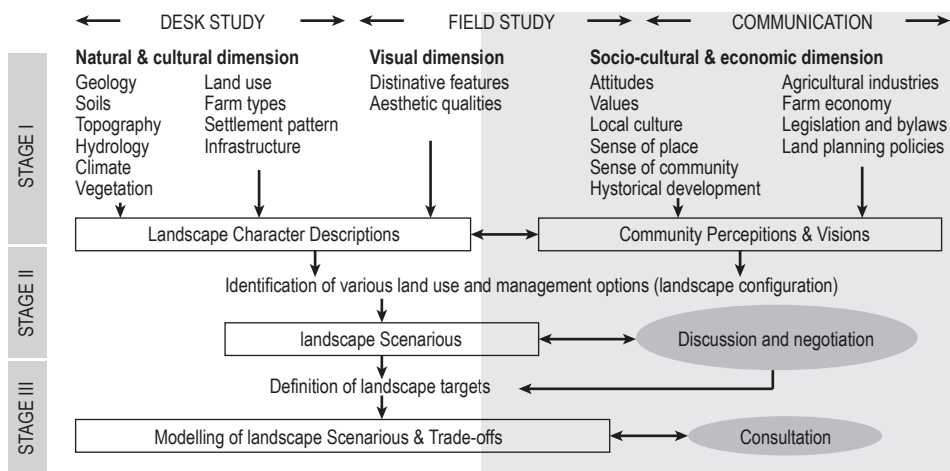 DESK STUDY
FIELD STUDY
COMMUNICATION
STAGE I
Natural & cultural dimension
Geology
Soils
Topography
Hydrology
Climate
Vegetation
Land use
Farm types
Settlement pattern
Infrastructure
Visual dimension
Distinative features
Aesthetic qualities
Socio-cultural & economic dimension
Attitudes
Values
Local culture
Sense of place
Sense of community
Hystorical development
Agricultural industries
Farm economy
Legislation and bylaws
Land planning policies
Landscape Character Descriptions
Community Perceptions & Visions
STAGE II
Identification of various land use and management options (landscape configuration)
landscape Scenarious
Discussion and negotiation
STAGE III
Definition of landscape targets
Modelling of landscape Scenarious & Trade-offs
Consultation